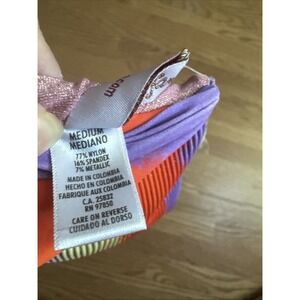 .com
MEDIUM
MEDIANO
77% NYLON
16% SPANDEX
7% METALLIC
MADE IN COLOMBIA
HECHO EN COLOMBIA
FABRIQUE AUX COLOMBIA
C.A. 25832
RN 97850
CARE ON REVERSE
CUIDADO AL DORSO